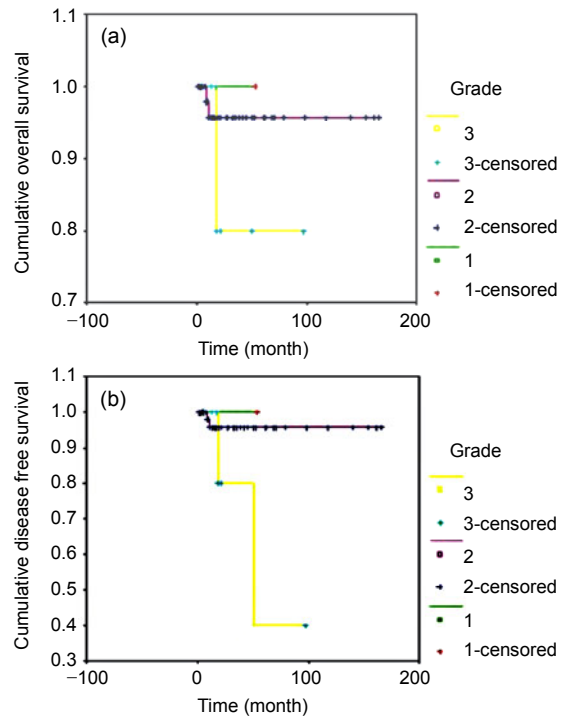 (a)
Cumulative overall survival
1.1
1.0
0.9
0.8
0.7
−100
0
100
200
Time (month)
Grade
3
3-censored
2
2-censored
1
1-censored
(b)
Cumulative disease free survival
1.1
1.0
0.9
0.8
0.7
0.6
0.5
0.4
0.3
−100
0
100
200
Time (month)
Grade
3
3-censored
2
2-censored
1
1-censored